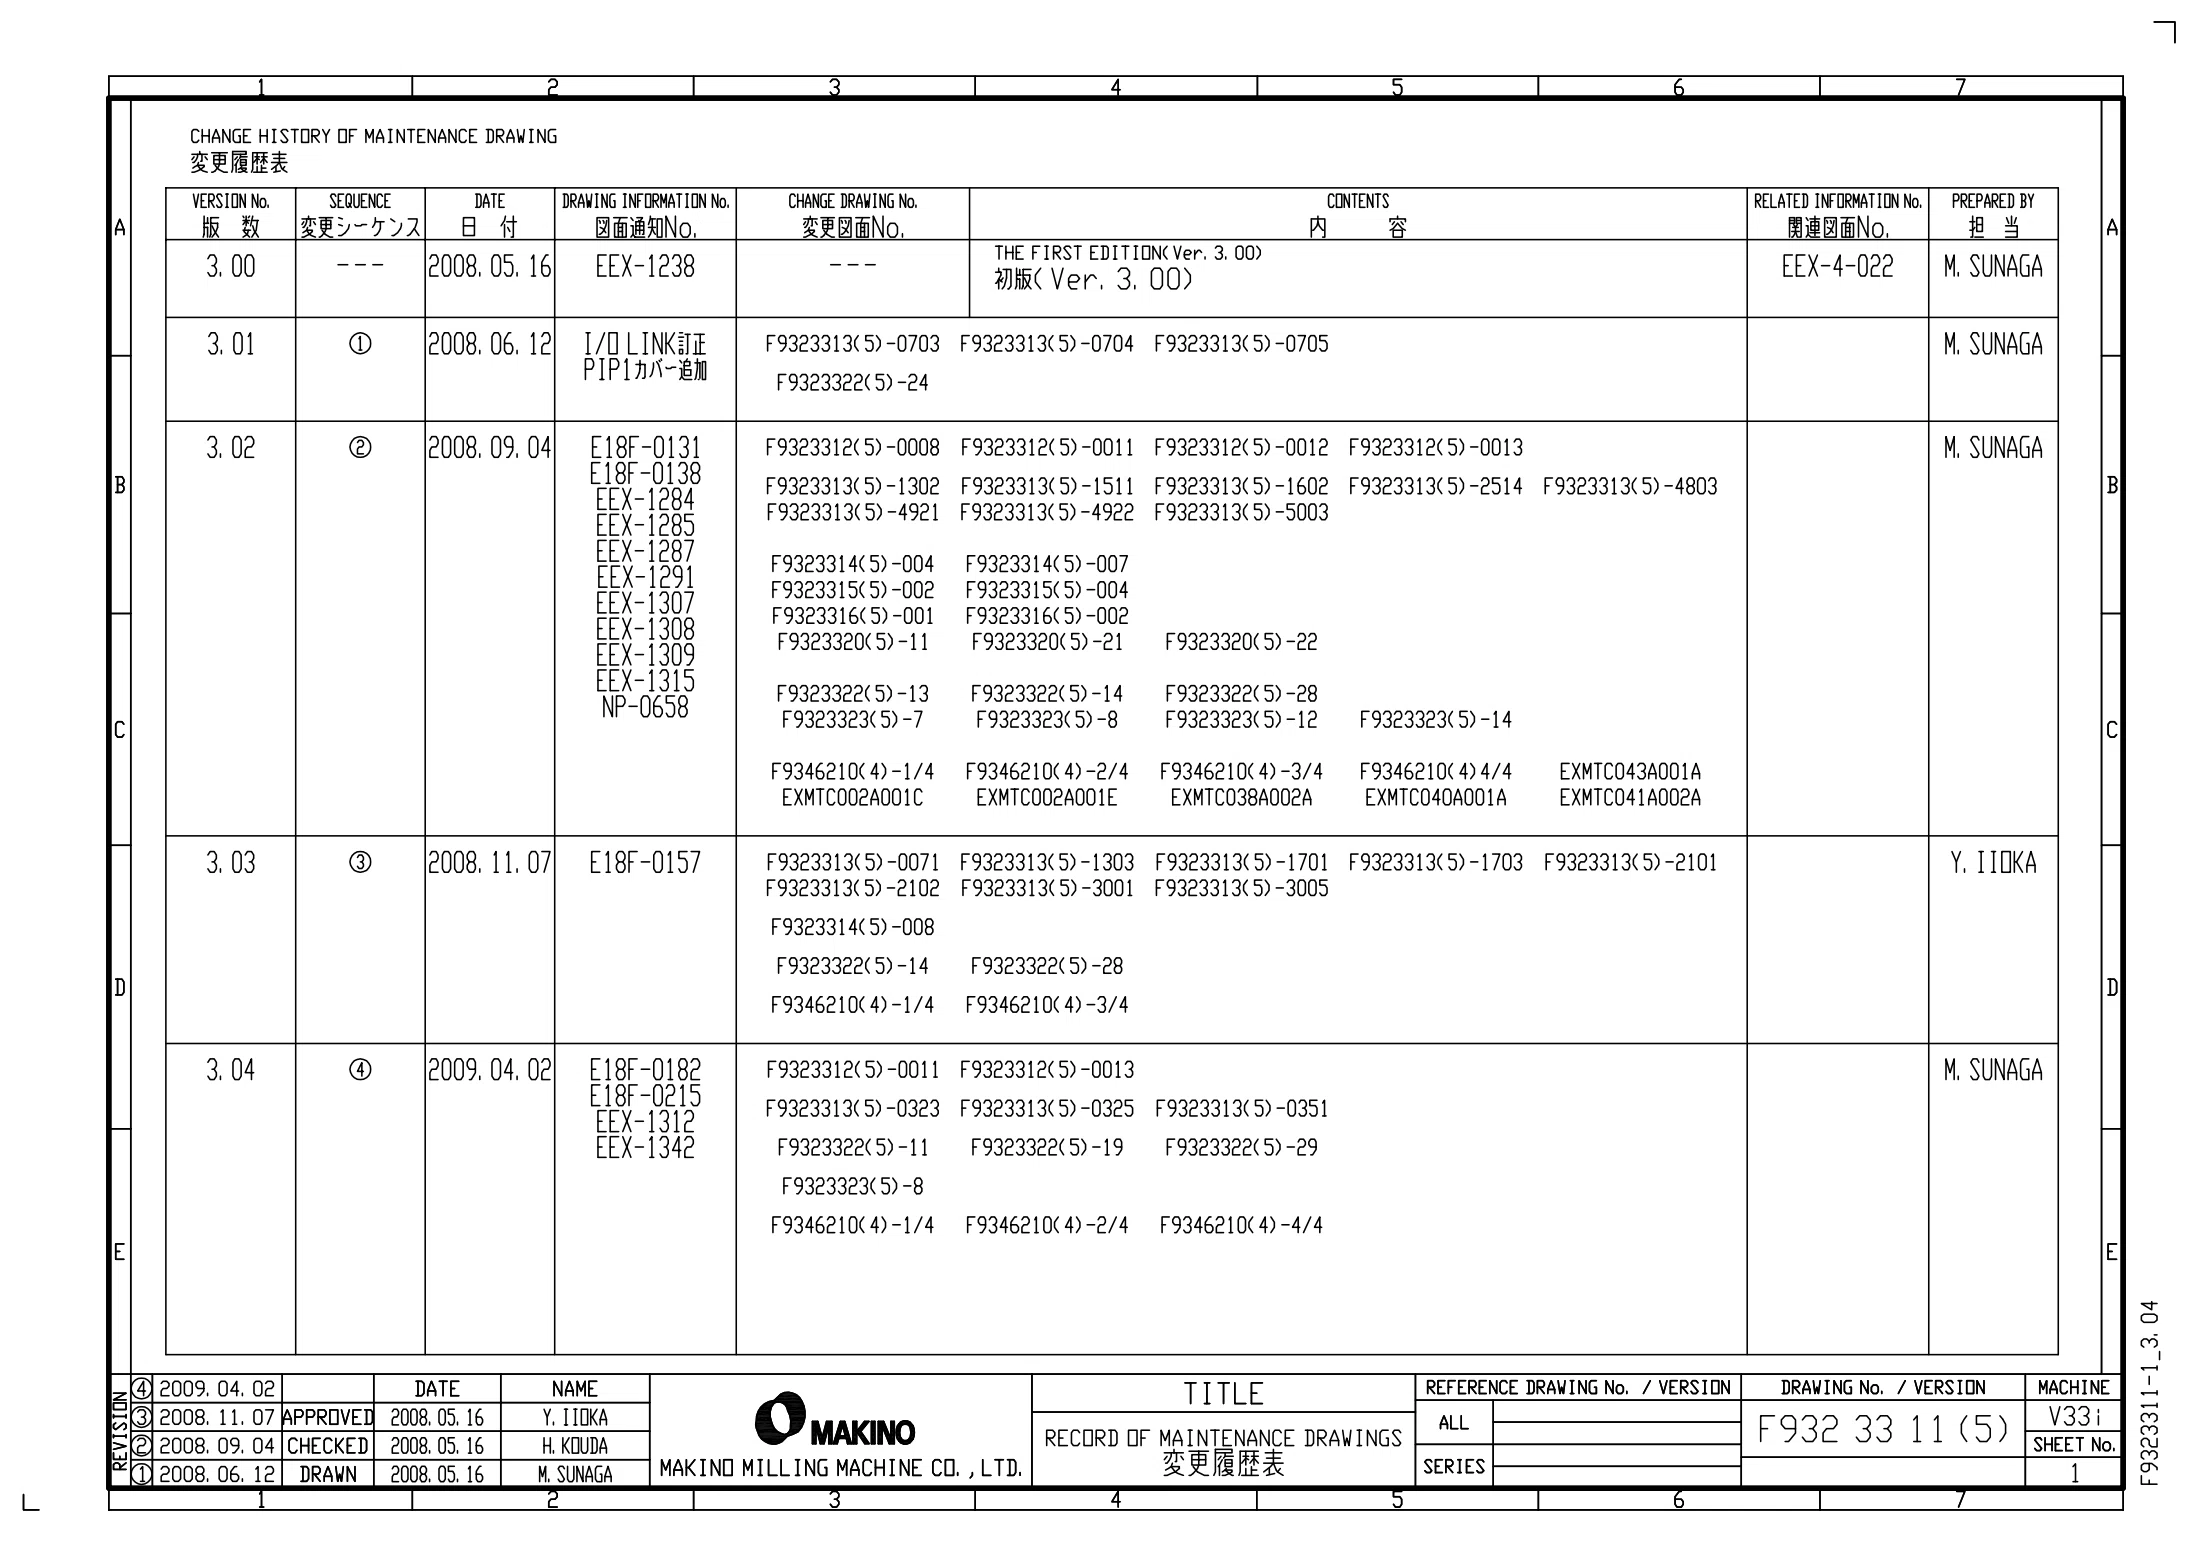 1 2 3 4 5 6 7
CHANGE HISTORY OF MAINTENANCE DRAWING
変更履歴表
VERSION No. SEQUENCE DATE DRAWING INFORMATION No. CHANGE DRAWING No. CONTENTS RELATED INFORMATION No. PREPARED BY
A 版 数 変更シーケンス 日 付 図面通知No. 変更図面No. 内 容 関連図面No. 担 当 A
THE FIRST EDITION(Ver. 3. 00)
3. 00 --- 2008. 05. 16 EEX-1238 --- 初版(Ver. 3. 00) EEX-4-022 M. SUNAGA
3. 01 ① 2008. 06. 12 I/O LINK訂正 F9323313(5)-0703 F9323313(5)-0704 F9323313(5)-0705 M. SUNAGA
PIP1カバー追加
F9323322(5)-24
3. 02 ② 2008. 09. 04 E18F-0131 F9323312(5)-0008 F9323312(5)-0011 F9323312(5)-0012 F9323312(5)-0013 M. SUNAGA
E18F-0138
B F9323313(5)-1302 F9323313(5)-1511 F9323313(5)-1602 F9323313(5)-2514 F9323313(5)-4803 B
EEX-1284
F9323313(5)-4921 F9323313(5)-4922 F9323313(5)-5003
EEX-1285
EEX-1287
F9323314(5)-004 F9323314(5)-007
EEX-1291
F9323315(5)-002 F9323315(5)-004
EEX-1307
F9323316(5)-001 F9323316(5)-002
EEX-1308
F9323320(5)-11 F9323320(5)-21 F9323320(5)-22
EEX-1309
EEX-1315
F9323322(5)-13 F9323322(5)-14 F9323322(5)-28
NP-0658
C F9323323(5)-7 F9323323(5)-8 F9323323(5)-12 F9323323(5)-14 C
F9346210(4)-1/4 F9346210(4)-2/4 F9346210(4)-3/4 F9346210(4)4/4 EXMTC043A001A
EXMTC002A001C EXMTC002A001E EXMTC038A002A EXMTC040A001A EXMTC041A002A
3. 03 ③ 2008. 11. 07 E18F-0157 F9323313(5)-0071 F9323313(5)-1303 F9323313(5)-1701 F9323313(5)-1703 F9323313(5)-2101 Y. IIOKA
F9323313(5)-2102 F9323313(5)-3001 F9323313(5)-3005
F9323314(5)-008
F9323322(5)-14 F9323322(5)-28
D D
F9346210(4)-1/4 F9346210(4)-3/4
3. 04 ④ 2009. 04. 02 E18F-0182 F9323312(5)-0011 F9323312(5)-0013 M. SUNAGA
E18F-0215
F9323313(5)-0323 F9323313(5)-0325 F9323313(5)-0351
EEX-1312
EEX-1342 F9323322(5)-11 F9323322(5)-19 F9323322(5)-29
F9323323(5)-8
F9346210(4)-1/4 F9346210(4)-2/4 F9346210(4)-4/4
E E
REVISION
④ 2009. 04. 02 DATE NAME
③ 2008. 11. 07 APPROVED 2008. 05. 16 Y. IIOKA
② 2008. 09. 04 CHECKED 2008. 05. 16 H. KOUDA
① 2008. 06. 12 DRAWN 2008. 05. 16 M. SUNAGA
MAKINO
MAKINO MILLING MACHINE CO. , LTD.
TITLE
RECORD OF MAINTENANCE DRAWINGS
変更履歴表
REFERENCE DRAWING No. / VERSION
ALL
SERIES
DRAWING No. / VERSION
F932 33 11 (5)
MACHINE
V33i
SHEET No.
1
1 2 3 4 5 6 7
F9323311-1_3. 04